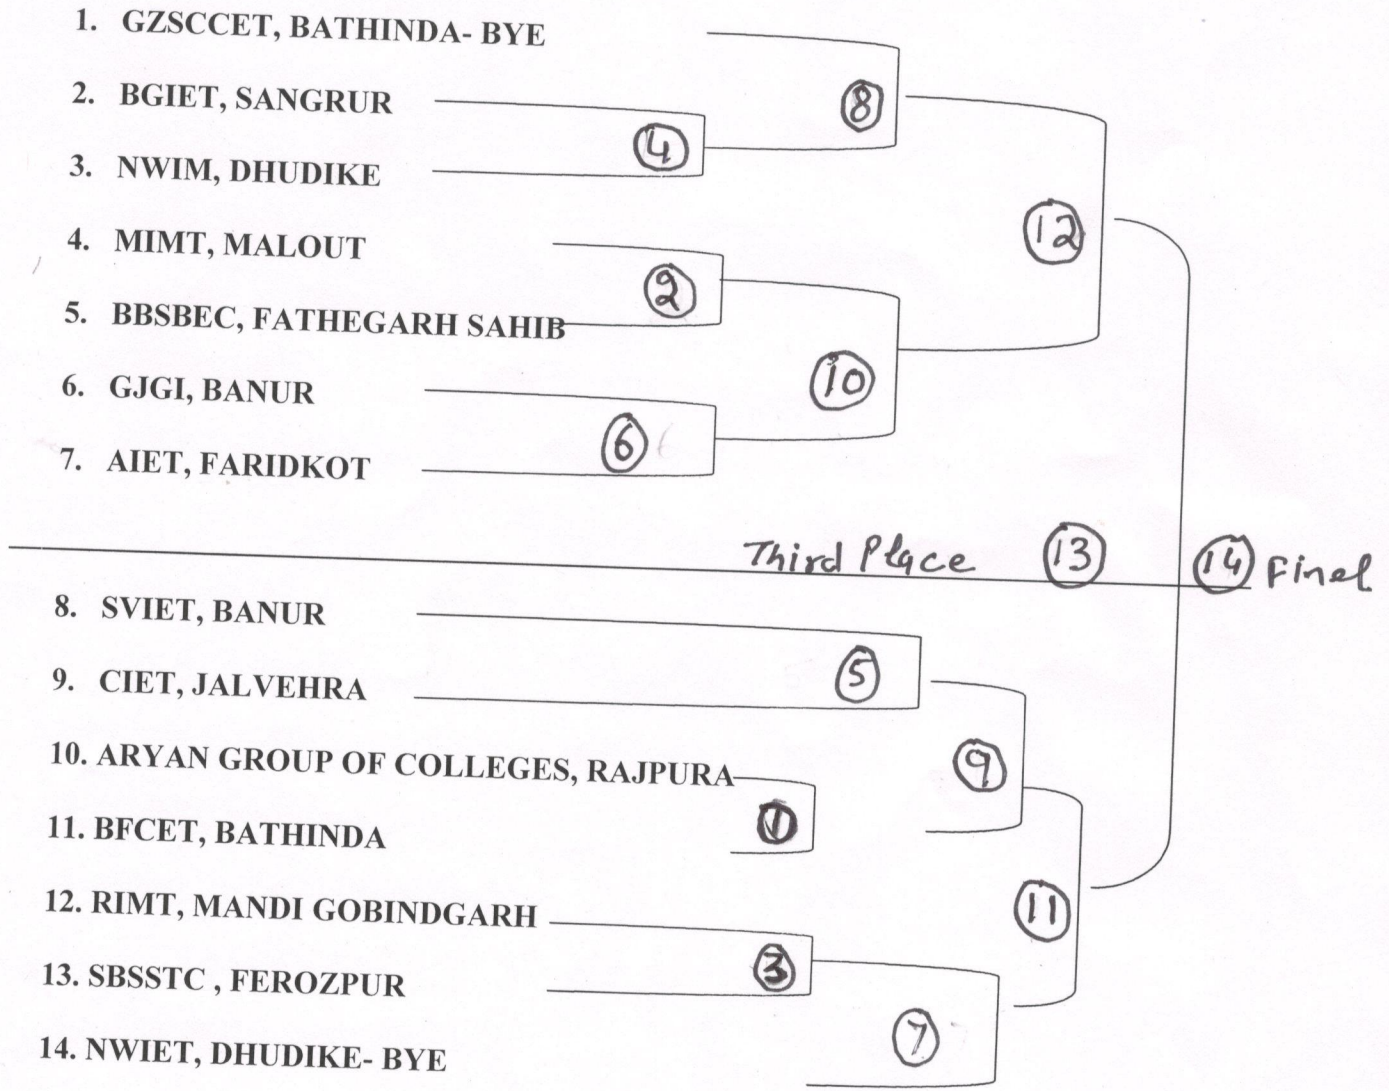 1. GZSCCET, BATHINDA- BYE
8
2. BGIET, SANGRUR
4
3. NWIM, DHUDIKE
12
4. MIMT, MALOUT
2
5. BBSBEC, FATHEGARH SAHIB
10
6. GJGI, BANUR
6 6
7. AIET, FARIDKOT
Third Place 13 14 Finel
8. SVIET, BANUR
5
9. CIET, JALVEHRA
9
10. ARYAN GROUP OF COLLEGES, RAJPURA
1
11. BFCET, BATHINDA
11
12. RIMT, MANDI GOBINDGARH
3
13. SBSSTC , FEROZPUR
7
14. NWIET, DHUDIKE- BYE